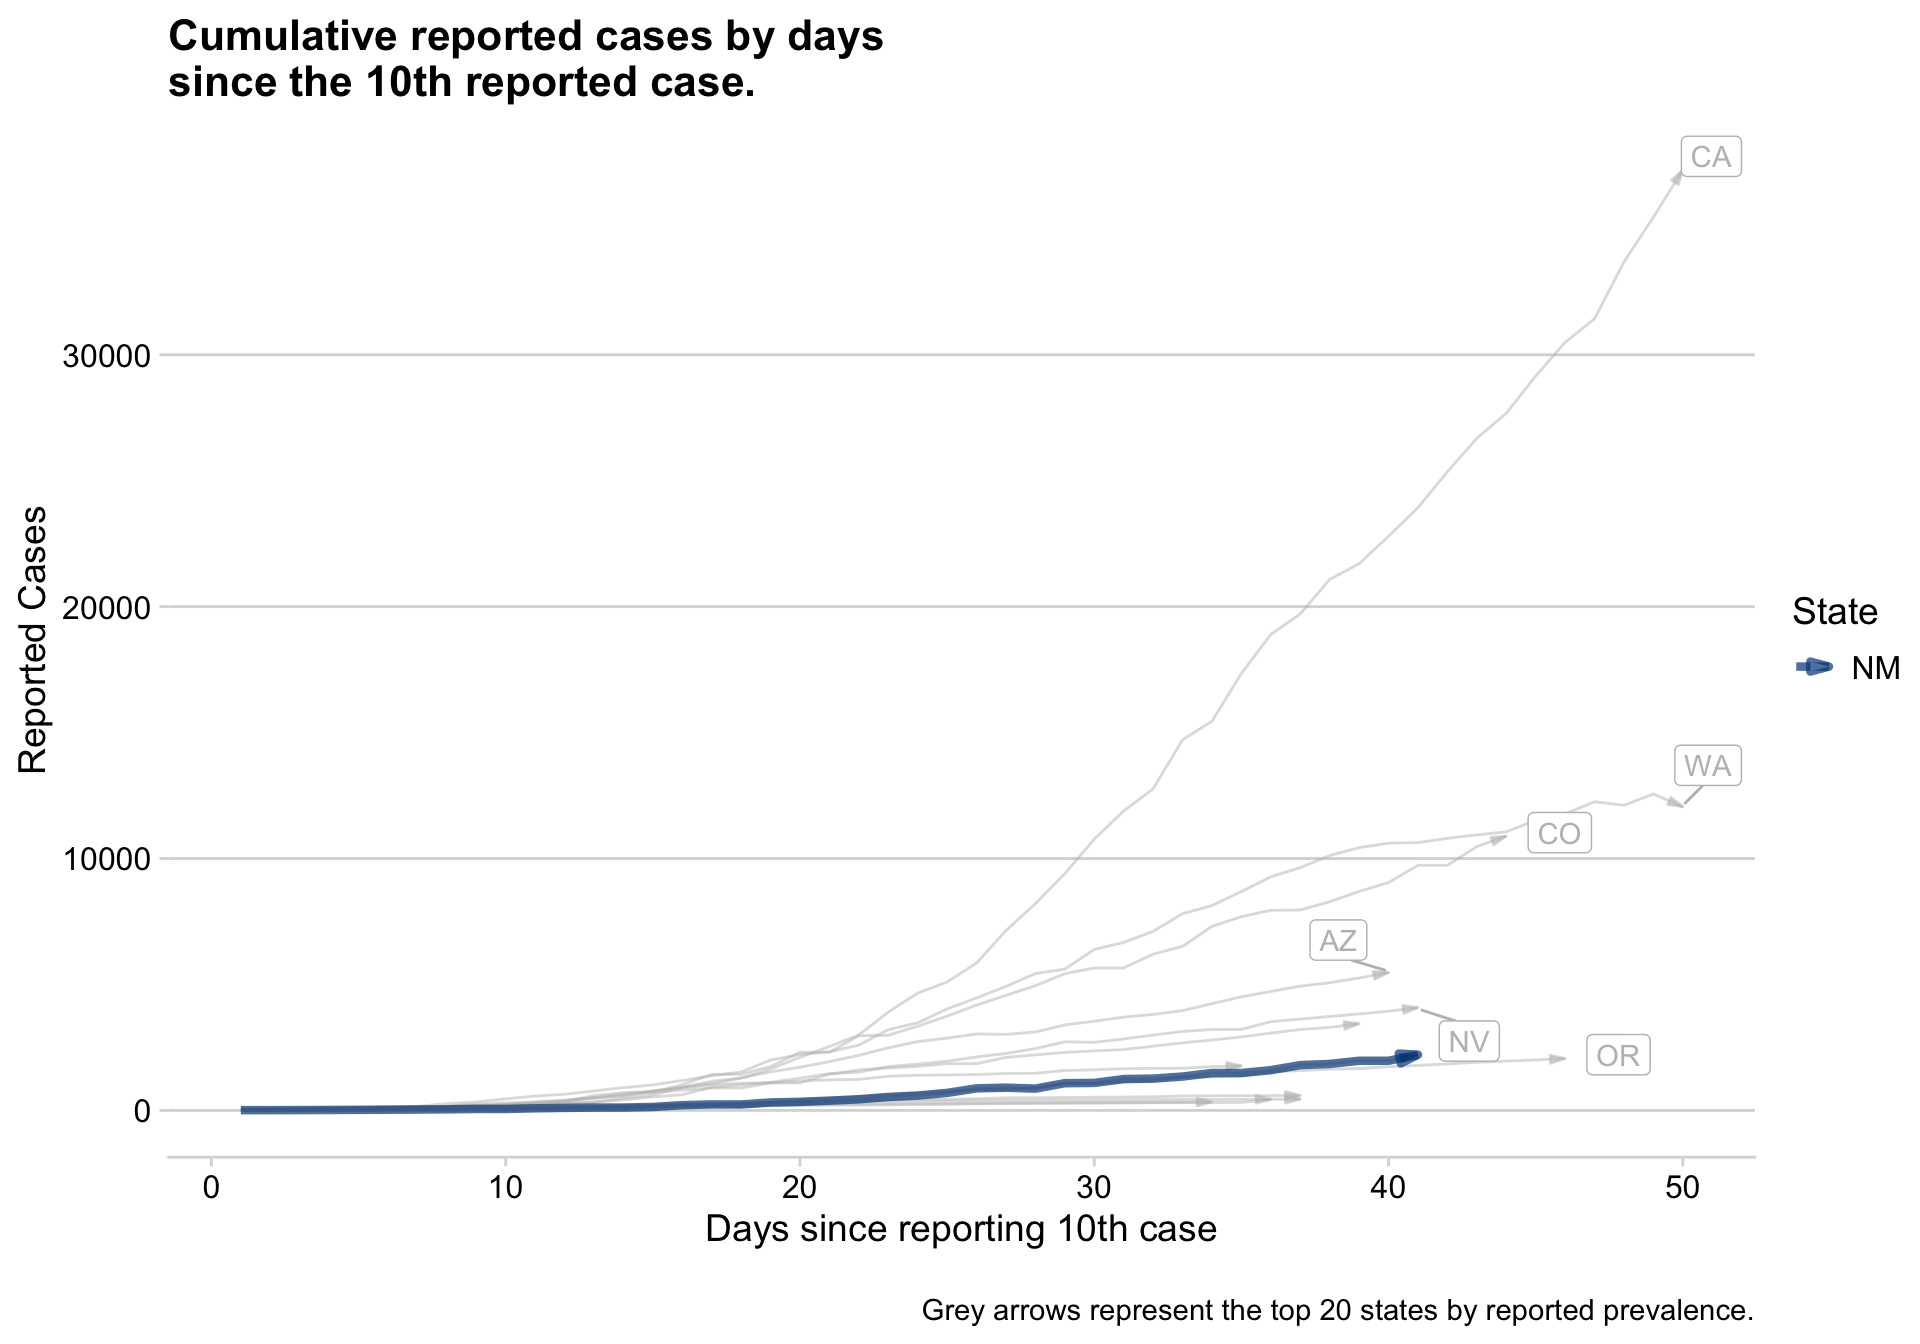 Cumulative reported cases by days
since the 10th reported case.
CA
30000
20000
Reported Cases
State
NM
WA
CO
10000
AZ
NV
OR
0
0 10 20 30 40 50
Days since reporting 10th case
Grey arrows represent the top 20 states by reported prevalence.